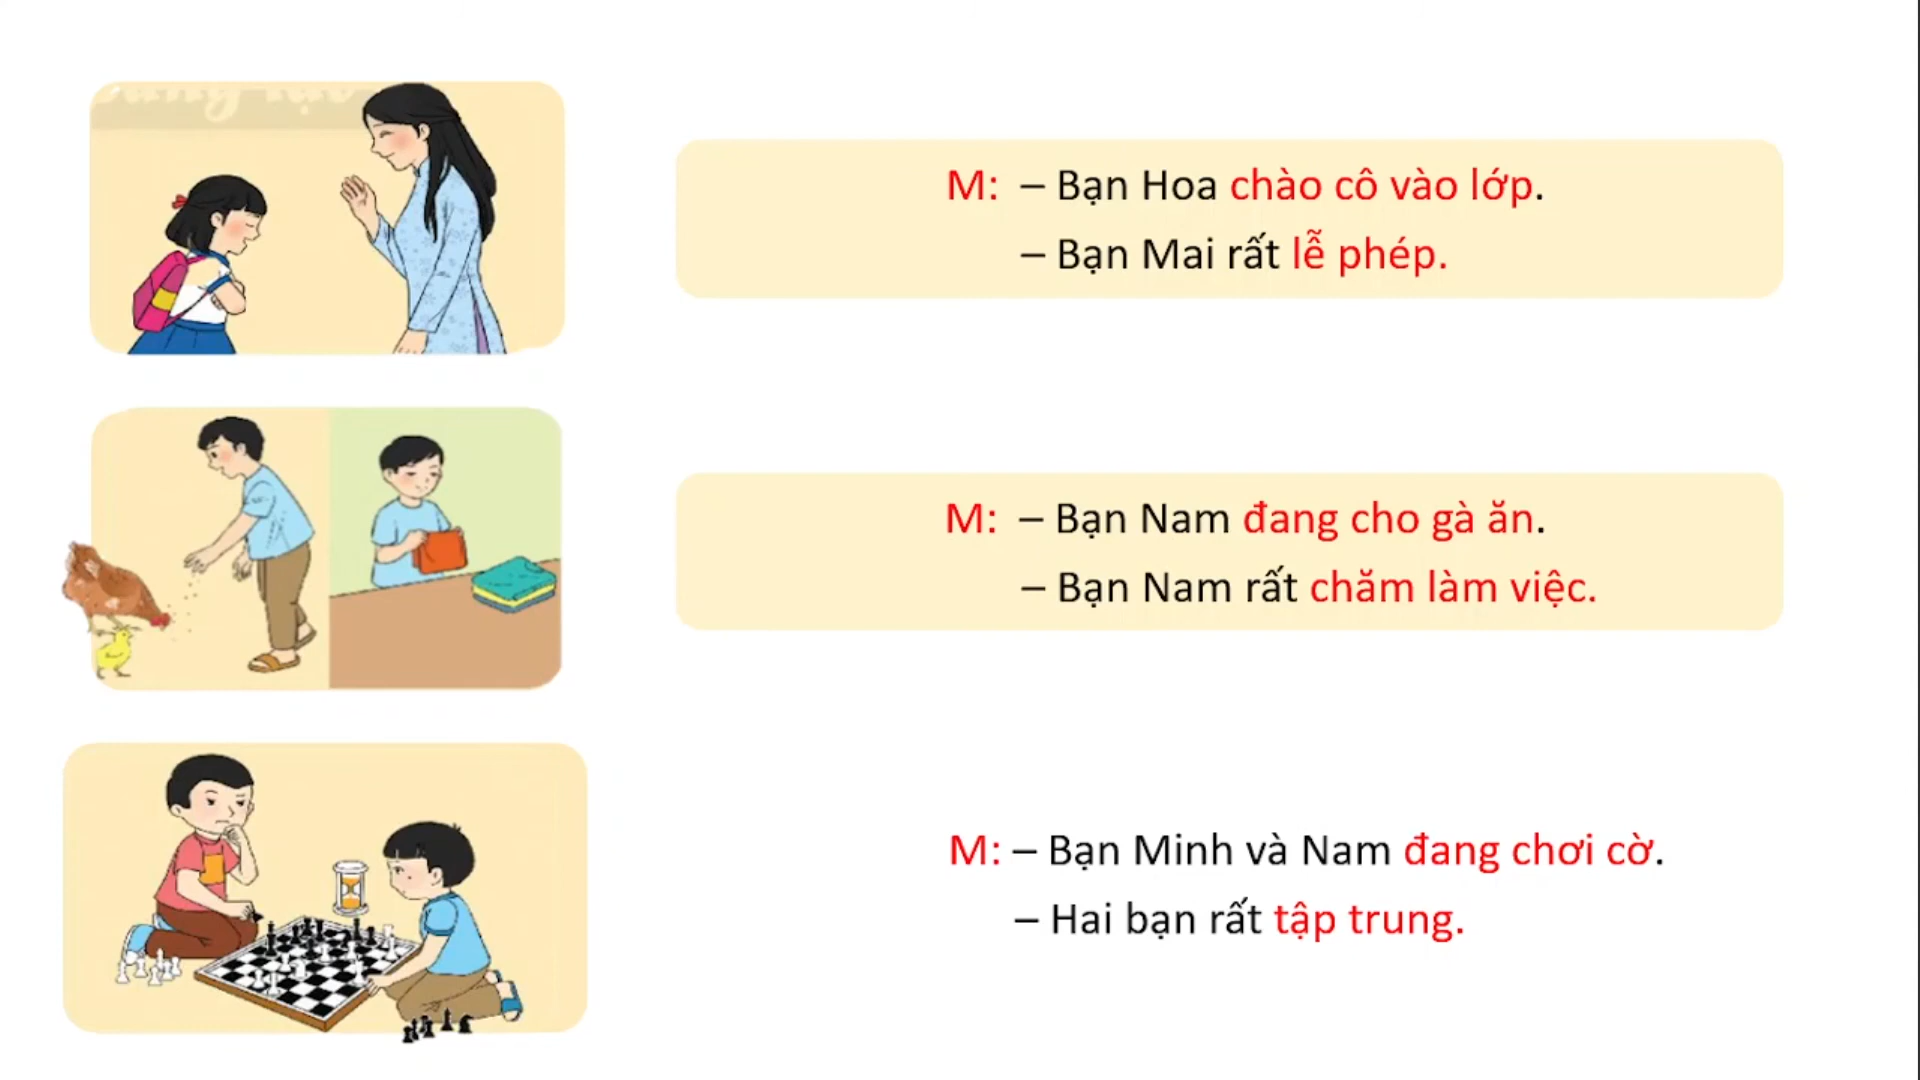 M: – Bạn Hoa chào cô vào lớp.
– Bạn Mai rất lễ phép.
M: – Bạn Nam đang cho gà ăn.
– Bạn Nam rất chăm làm việc.
M: – Bạn Minh và Nam đang chơi cờ.
– Hai bạn rất tập trung.